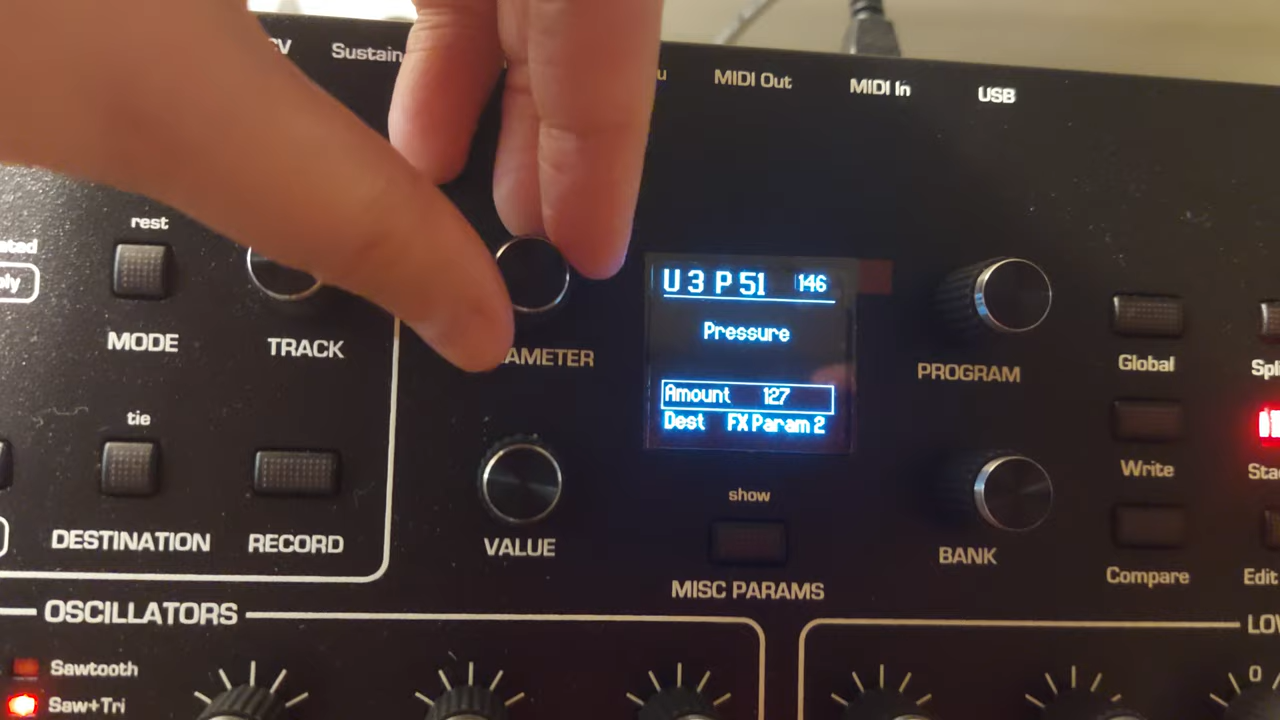 Sustain
MIDI Out
MIDI In
USB
rest
MODE
TRACK
U 3 P 51 146
Pressure
Amount 127
Dest FX Param 2
PROGRAM
Global
tie
DESTINATION
RECORD
VALUE
show
MISC PARAMS
BANK
Write
Compare
Edit
OSCILLATORS
Sawtooth
Saw+Tri
0